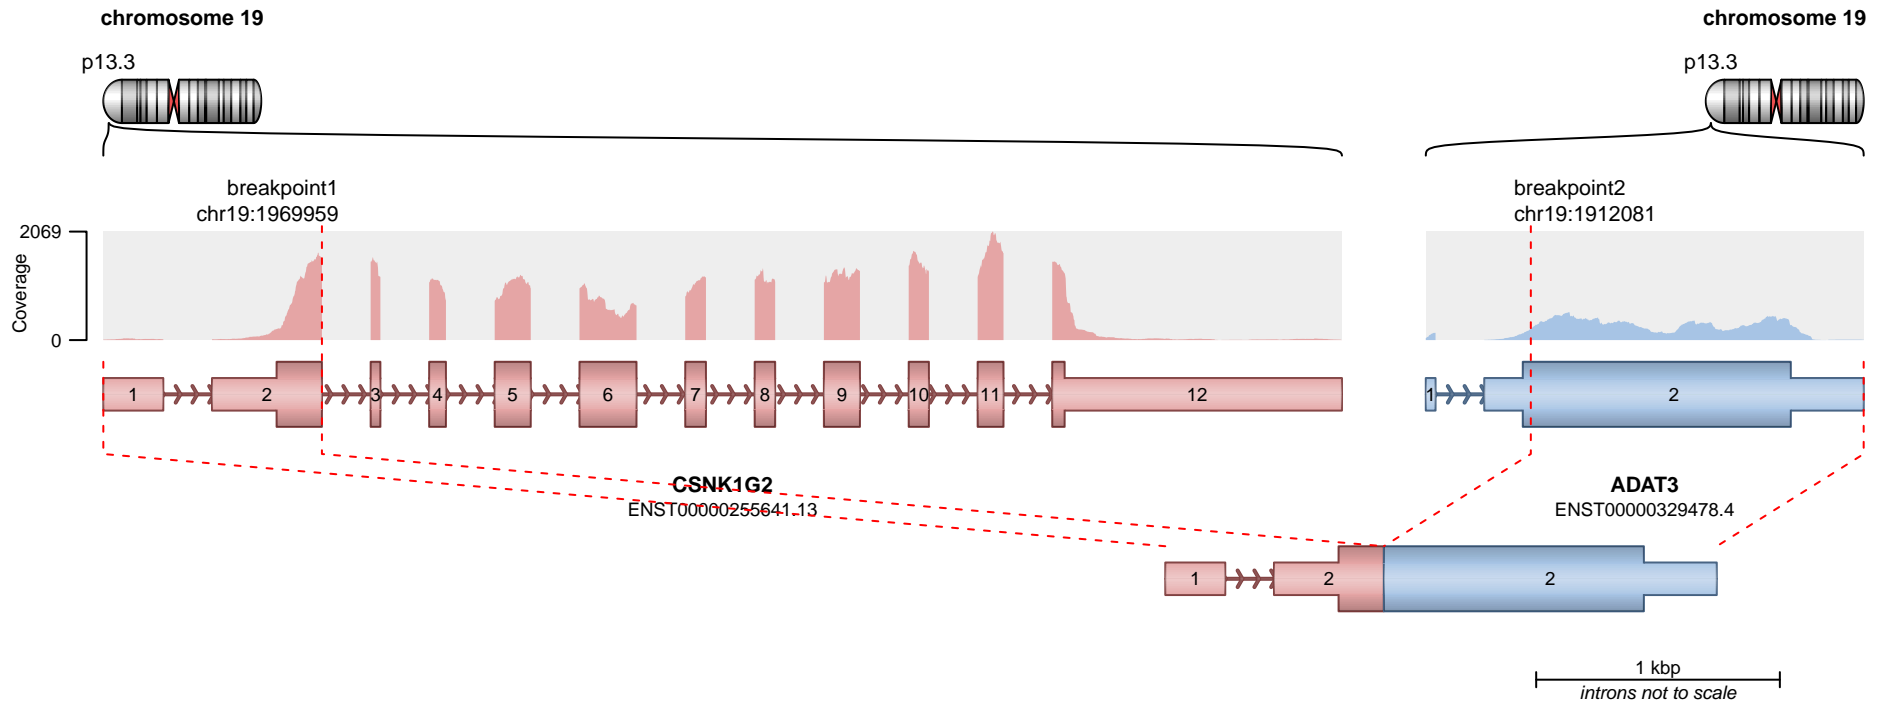 chromosome 19
chromosome 19
p13.3
p13.3
breakpoint1
chr19:1969959
breakpoint2
chr19:1912081
2069
Coverage
0
1 2 3 4 5 6 7 8 9 10 11 12
1 2
CSNK1G2
ENST00000255641.13
ADAT3
ENST00000329478.4
1 2 2
1 kbp
introns not to scale